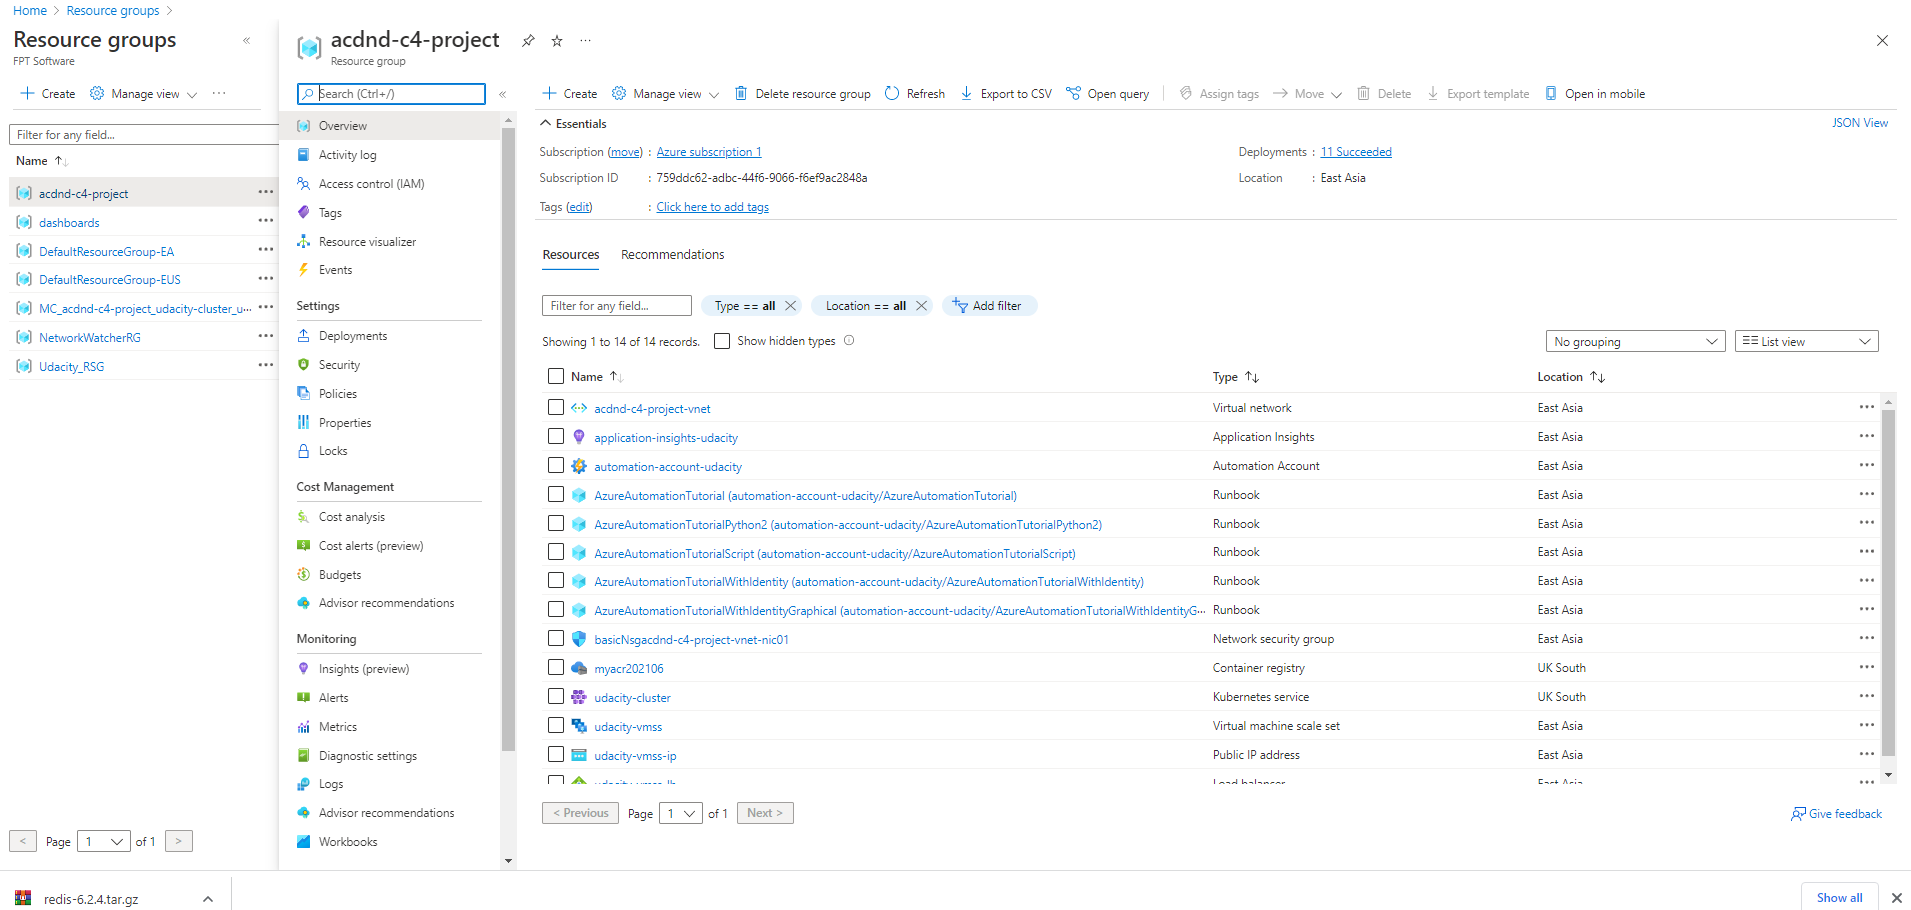 Home > Resource groups >
Resource groups
FPT Software
Create
Manage view
Filter for any field...
Name
acdnd-c4-project
dashboards
DefaultResourceGroup-EA
DefaultResourceGroup-EUS
MC_acdnd-c4-project_udacity-cluster_u...
NetworkWatcherRG
Udacity_RSG
< Page 1 of 1 >
acdnd-c4-project
Resource group
Search (Ctrl+/)
Overview
Activity log
Access control (IAM)
Tags
Resource visualizer
Events
Settings
Deployments
Security
Policies
Properties
Locks
Cost Management
Cost analysis
Cost alerts (preview)
Budgets
Advisor recommendations
Monitoring
Insights (preview)
Alerts
Metrics
Diagnostic settings
Logs
Advisor recommendations
Workbooks
Create Manage view Delete resource group Refresh Export to CSV Open query Assign tags Move Delete Export template Open in mobile
Essentials
JSON View
Subscription (move) : Azure subscription 1
Deployments : 11 Succeeded
Subscription ID : 759ddc62-adbc-44f6-9066-f6ef9ac2848a
Location : East Asia
Tags (edit) : Click here to add tags
Resources Recommendations
Filter for any field... Type == all Location == all Add filter
Showing 1 to 14 of 14 records. Show hidden types
No grouping List view
Name Type Location
acdnd-c4-project-vnet Virtual network East Asia
application-insights-udacity Application Insights East Asia
automation-account-udacity Automation Account East Asia
AzureAutomationTutorial (automation-account-udacity/AzureAutomationTutorial) Runbook East Asia
AzureAutomationTutorialPython2 (automation-account-udacity/AzureAutomationTutorialPython2) Runbook East Asia
AzureAutomationTutorialScript (automation-account-udacity/AzureAutomationTutorialScript) Runbook East Asia
AzureAutomationTutorialWithIdentity (automation-account-udacity/AzureAutomationTutorialWithIdentity) Runbook East Asia
AzureAutomationTutorialWithIdentityGraphical (automation-account-udacity/AzureAutomationTutorialWithIdentityG... Runbook East Asia
basicNsgacdnd-c4-project-vnet-nic01 Network security group East Asia
myacr202106 Container registry UK South
udacity-cluster Kubernetes service UK South
udacity-vmss Virtual machine scale set East Asia
udacity-vmss-ip Public IP address East Asia
udacity-vmss-lb Load balancer East Asia
< Previous Page 1 of 1 Next >
Give feedback
redis-6.2.4.tar.gz
Show all